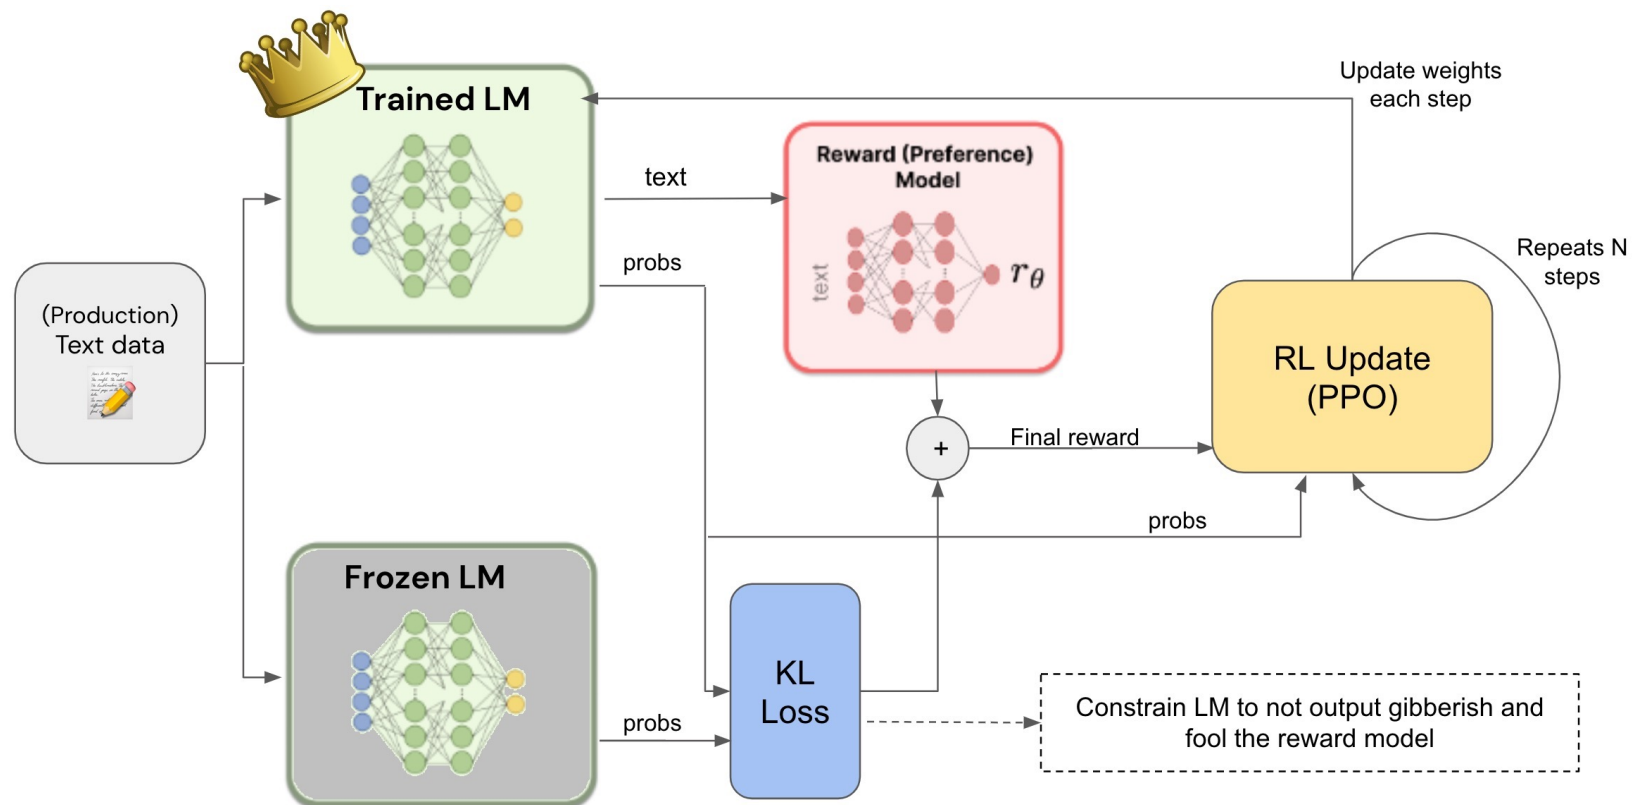 Trained LM
Update weights
each step
Reward (Preference)
Model
text
text
rθ
probs
Repeats N
steps
(Production)
Text data
RL Update
(PPO)
+
Final reward
probs
Frozen LM
KL
Loss
probs
Constrain LM to not output gibberish and
fool the reward model